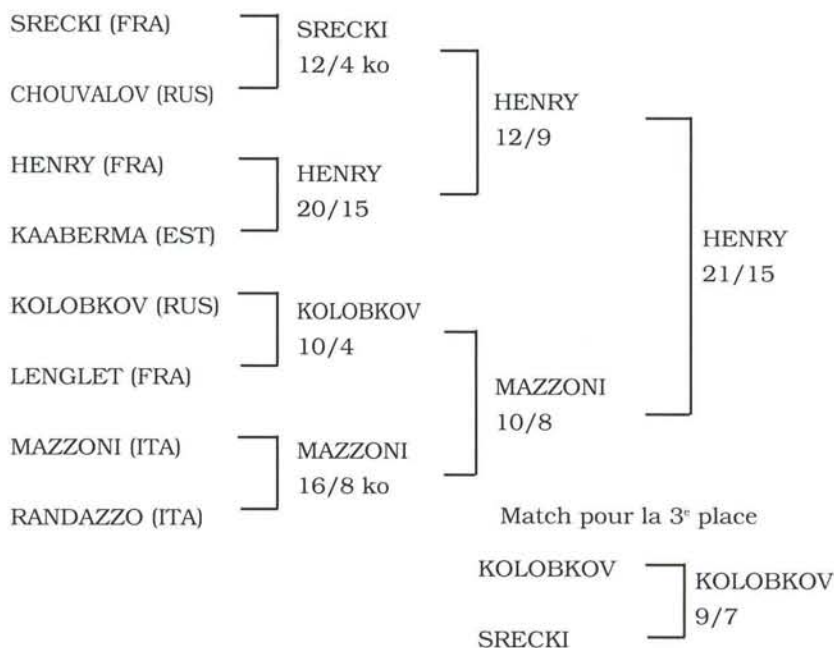 SRECKI (FRA)
CHOUVALOV (RUS)
HENRY (FRA)
KAABERMA (EST)
KOLOBKOV (RUS)
LENGLET (FRA)
MAZZONI (ITA)
RANDAZZO (ITA)
SRECKI
12/4 ko
HENRY
20/15
KOLOBKOV
10/4
MAZZONI
16/8 ko
HENRY
12/9
MAZZONI
10/8
HENRY
21/15
Match pour la 3e place
KOLOBKOV
SRECKI
KOLOBKOV
9/7